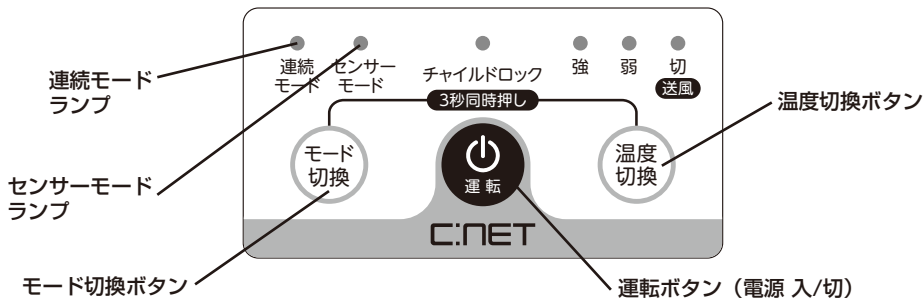 連続モード
ランプ
センサーモード
ランプ
モード切換ボタン
連続
モード
センサー
モード
チャイルドロック
3秒同時押し
強
弱
切
送風
モード
切換
運転
温度
切換
C:NET
温度切換ボタン
運転ボタン（電源 入/切）